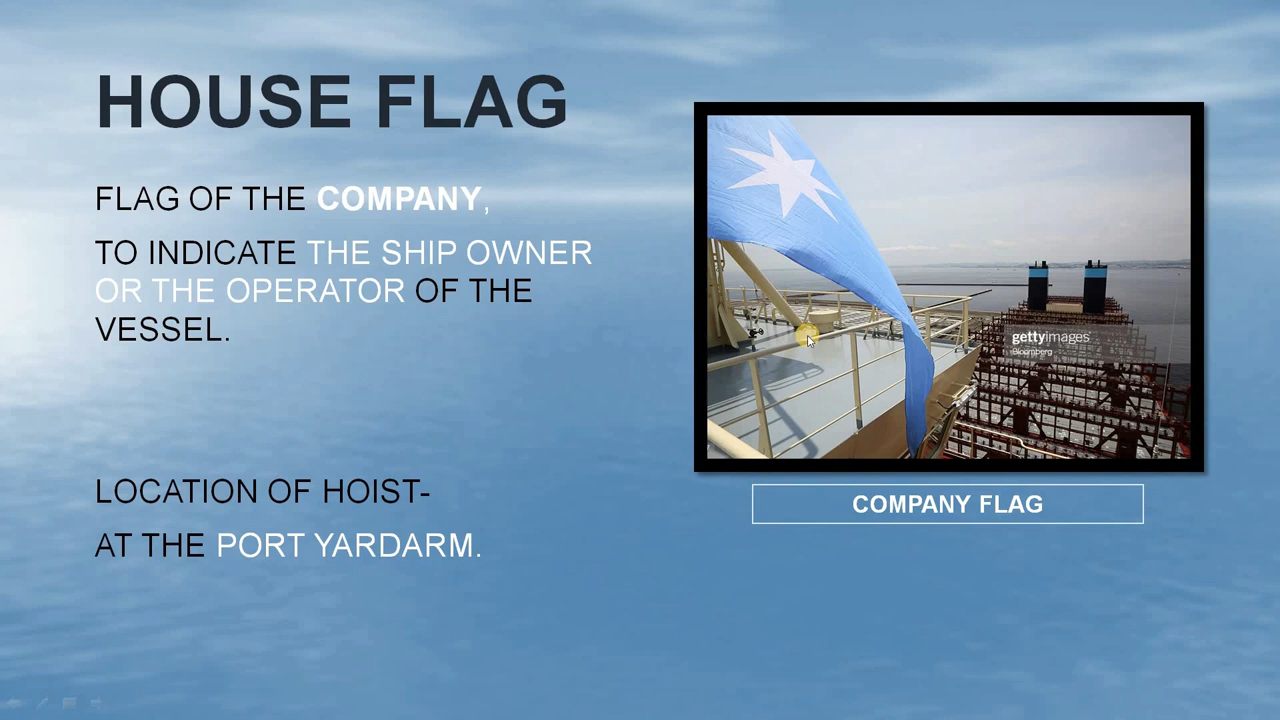 HOUSE FLAG
FLAG OF THE COMPANY,
TO INDICATE THE SHIP OWNER
OR THE OPERATOR OF THE
VESSEL.
LOCATION OF HOIST-
AT THE PORT YARDARM.
gettyimages
Bloomberg
COMPANY FLAG